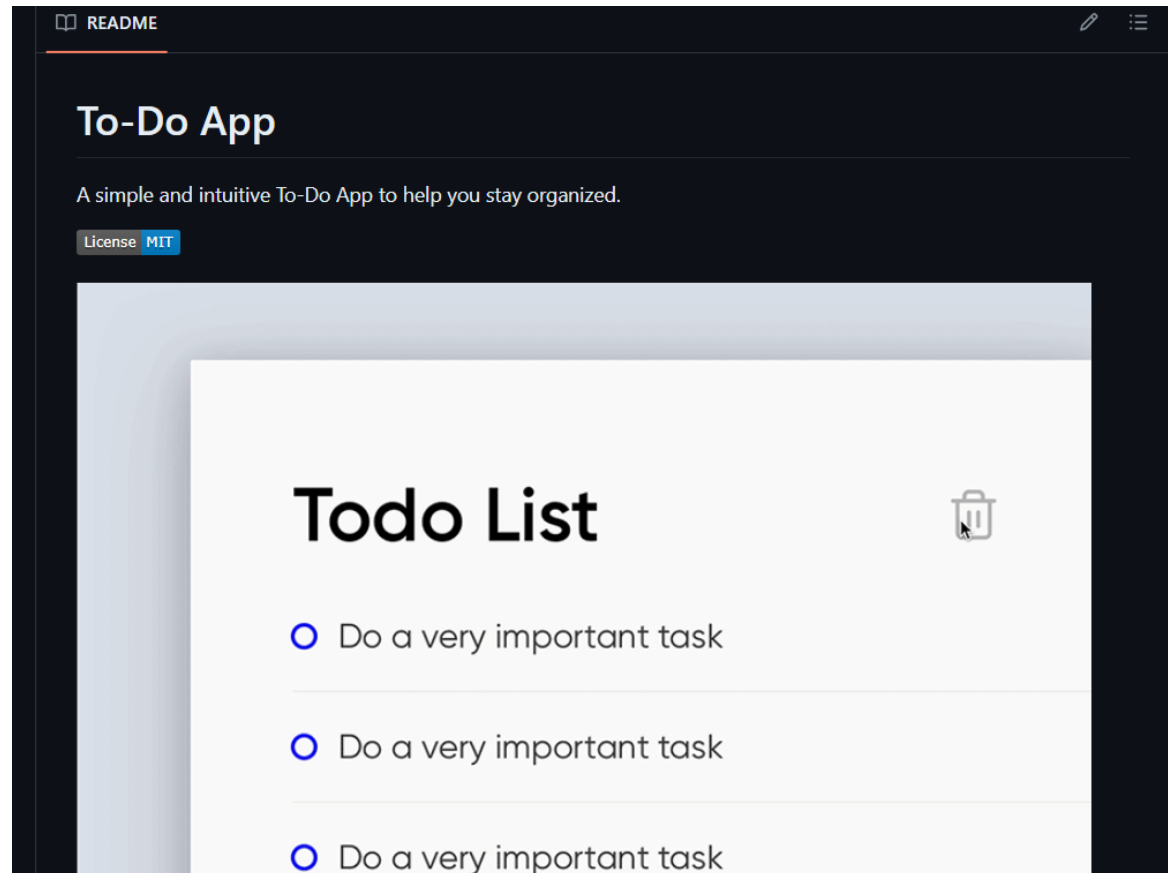 README
To-Do App
A simple and intuitive To-Do App to help you stay organized.
License MIT
Todo List
Do a very important task
Do a very important task
Do a very important task